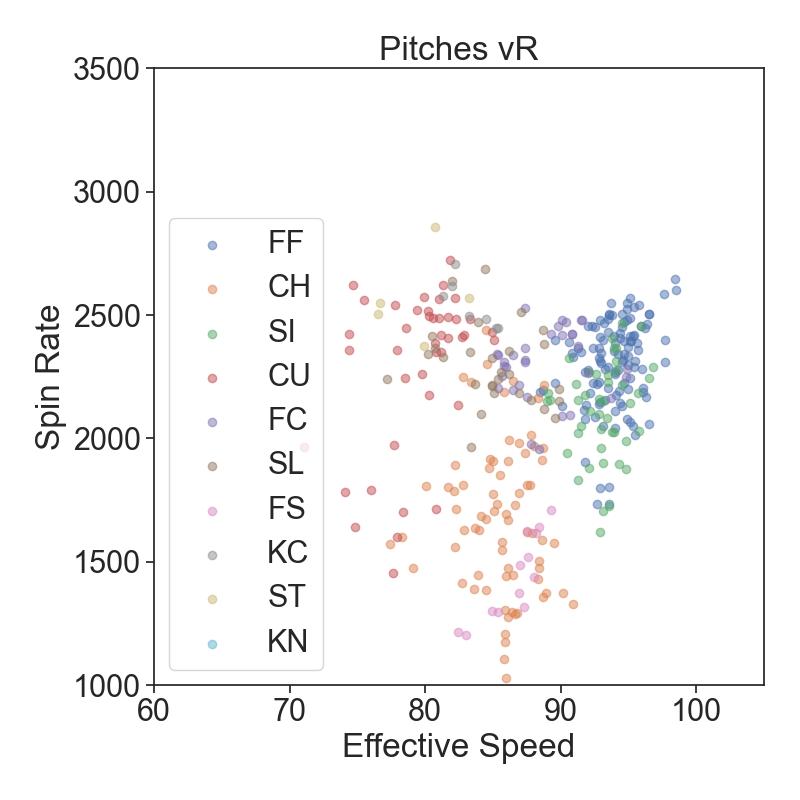 Pitches vR
3500
3000
2500
2000
1500
1000
Spin Rate
FF
CH
SI
CU
FC
SL
FS
KC
ST
KN
60 70 80 90 100
Effective Speed